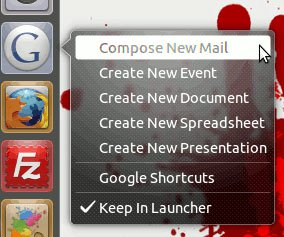 G
Compose New Mail
Create New Event
Create New Document
Create New Spreadsheet
Fz
Create New Presentation
Google Shortcuts
Keep In Launcher